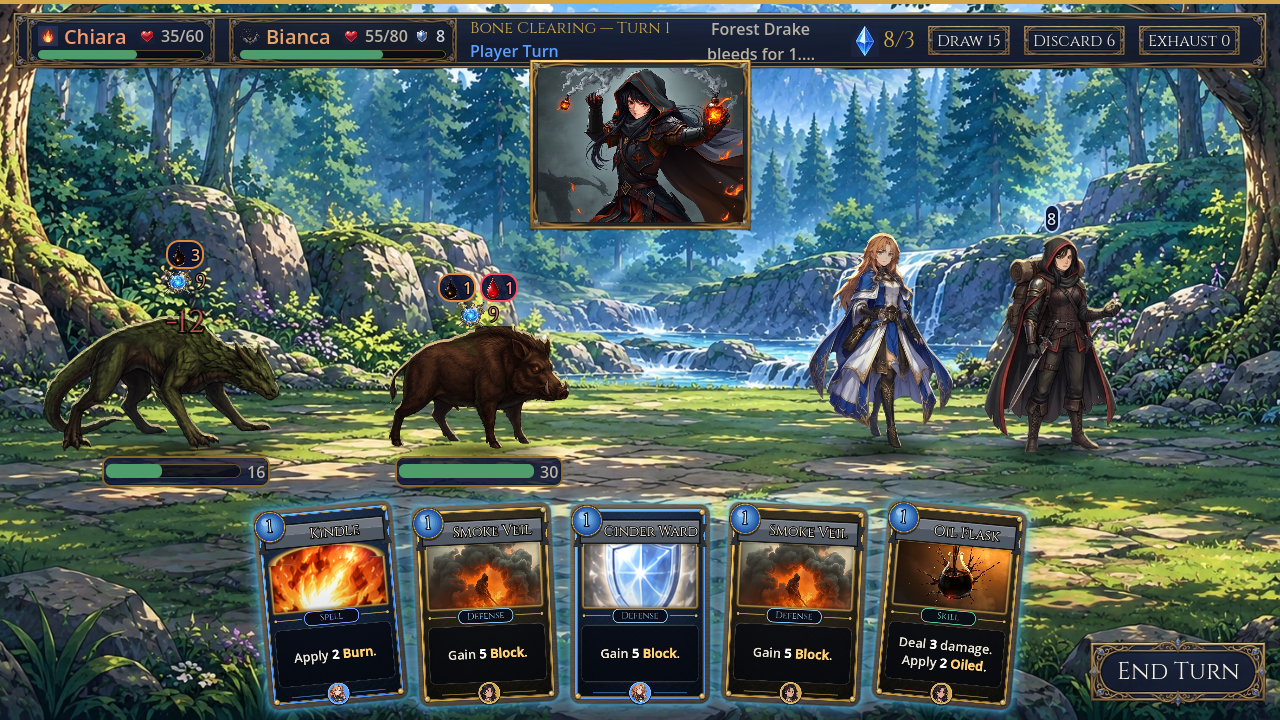 Chiara 35/60
Bianca 55/80 8
Bone Clearing — Turn 1
Player Turn
Forest Drake
bleeds for 1....
8/3
Draw 15
Discard 6
Exhaust 0
8
3
9
-12
1 1
9
16
30
1 Kindle
Spell
Apply 2 Burn.
1 Smoke Veil
Defense
Gain 5 Block.
1 Cinder Ward
Defense
Gain 5 Block.
1 Smoke Veil
Defense
Gain 5 Block.
1 Oil Flask
Skill
Deal 3 damage.
Apply 2 Oiled.
End Turn